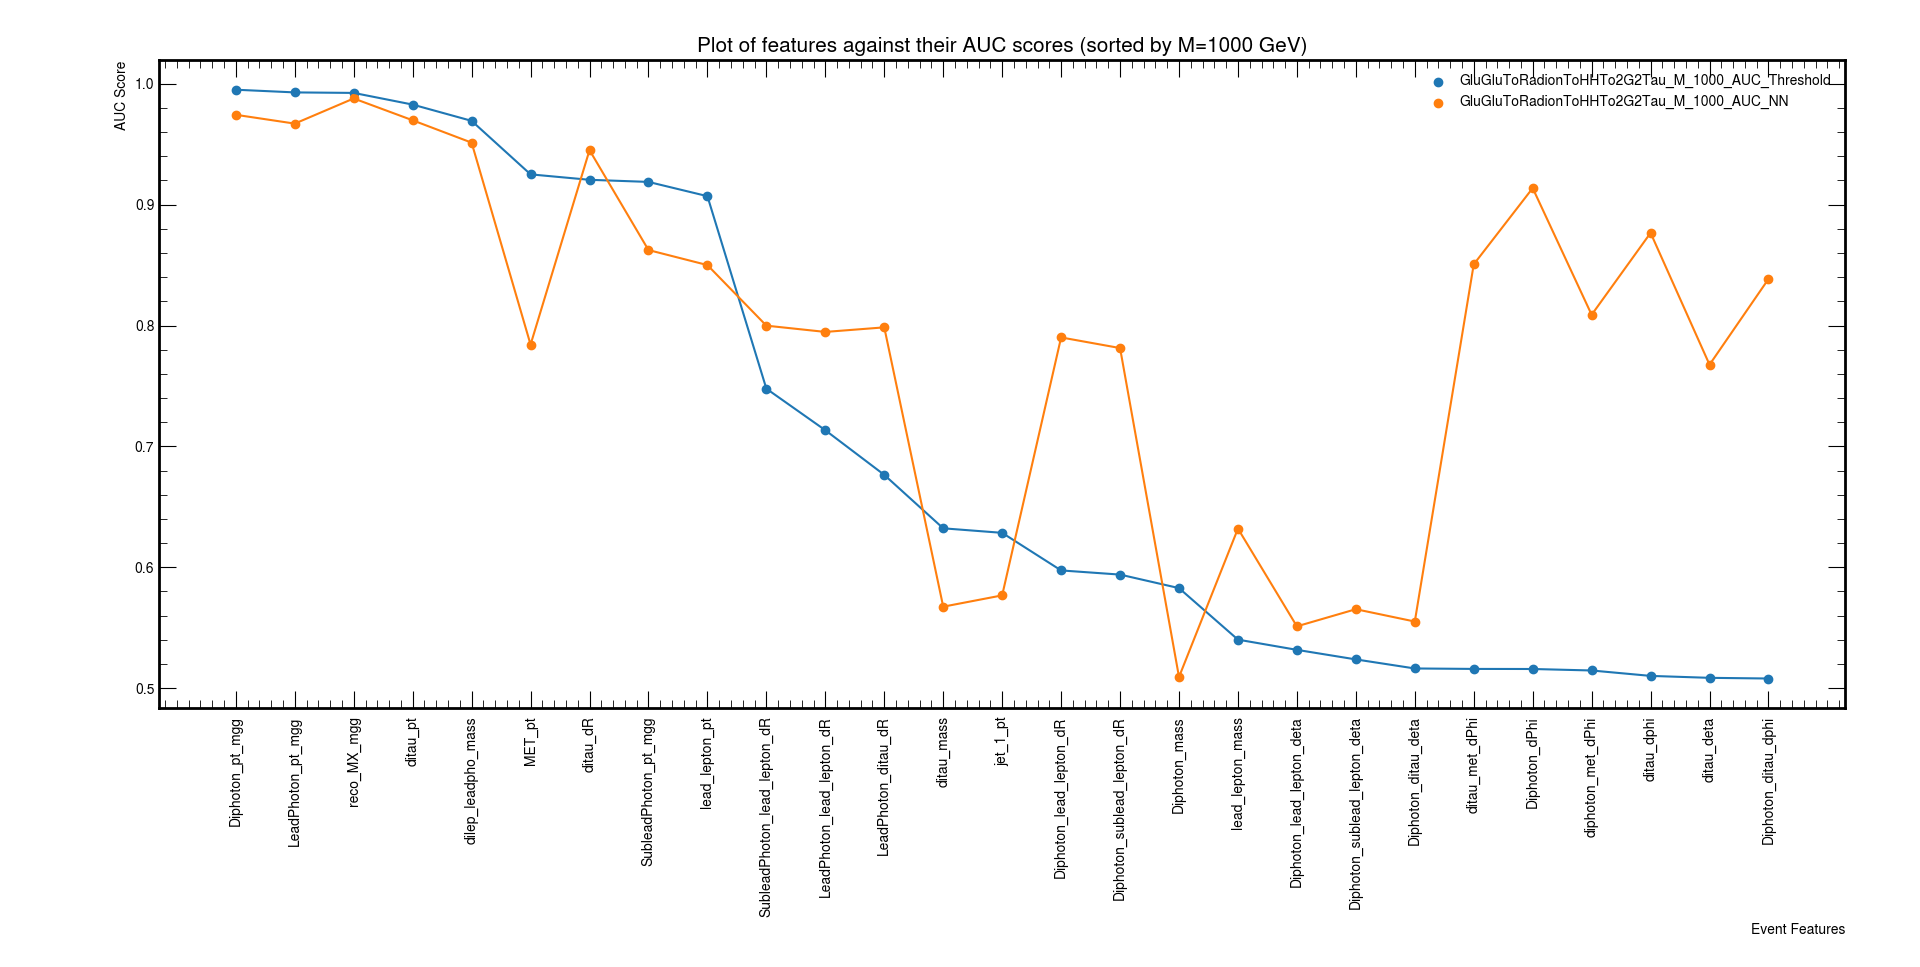 Plot of features against their AUC scores (sorted by M=1000 GeV)
AUC Score
1.0
0.9
0.8
0.7
0.6
0.5
GluGluToRadionToHHTo2G2Tau_M_1000_AUC_Threshold
GluGluToRadionToHHTo2G2Tau_M_1000_AUC_NN
Diphoton_pt_mgg
LeadPhoton_pt_mgg
reco_MX_mgg
ditau_pt
dilep_leadpho_mass
MET_pt
ditau_dR
SubleadPhoton_pt_mgg
lead_lepton_pt
SubleadPhoton_lead_lepton_dR
LeadPhoton_lead_lepton_dR
LeadPhoton_ditau_dR
ditau_mass
jet_1_pt
Diphoton_lead_lepton_dR
Diphoton_sublead_lepton_dR
Diphoton_mass
lead_lepton_mass
Diphoton_lead_lepton_deta
Diphoton_sublead_lepton_deta
Diphoton_ditau_deta
ditau_met_dPhi
Diphoton_dPhi
diphoton_met_dPhi
ditau_dphi
ditau_deta
Diphoton_ditau_dphi
Event Features